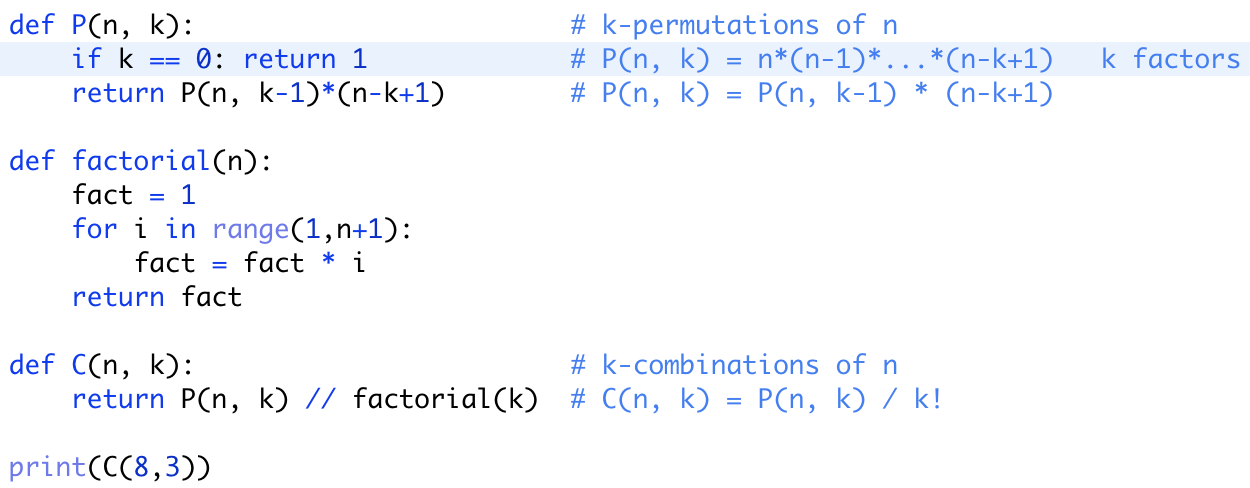 def P(n, k):                        # k-permutations of n
    if k == 0: return 1             # P(n, k) = n*(n-1)*...*(n-k+1)   k factors
    return P(n, k-1)*(n-k+1)        # P(n, k) = P(n, k-1) * (n-k+1)

def factorial(n):
    fact = 1
    for i in range(1,n+1):
        fact = fact * i
    return fact

def C(n, k):                        # k-combinations of n
    return P(n, k) // factorial(k)  # C(n, k) = P(n, k) / k!

print(C(8,3))